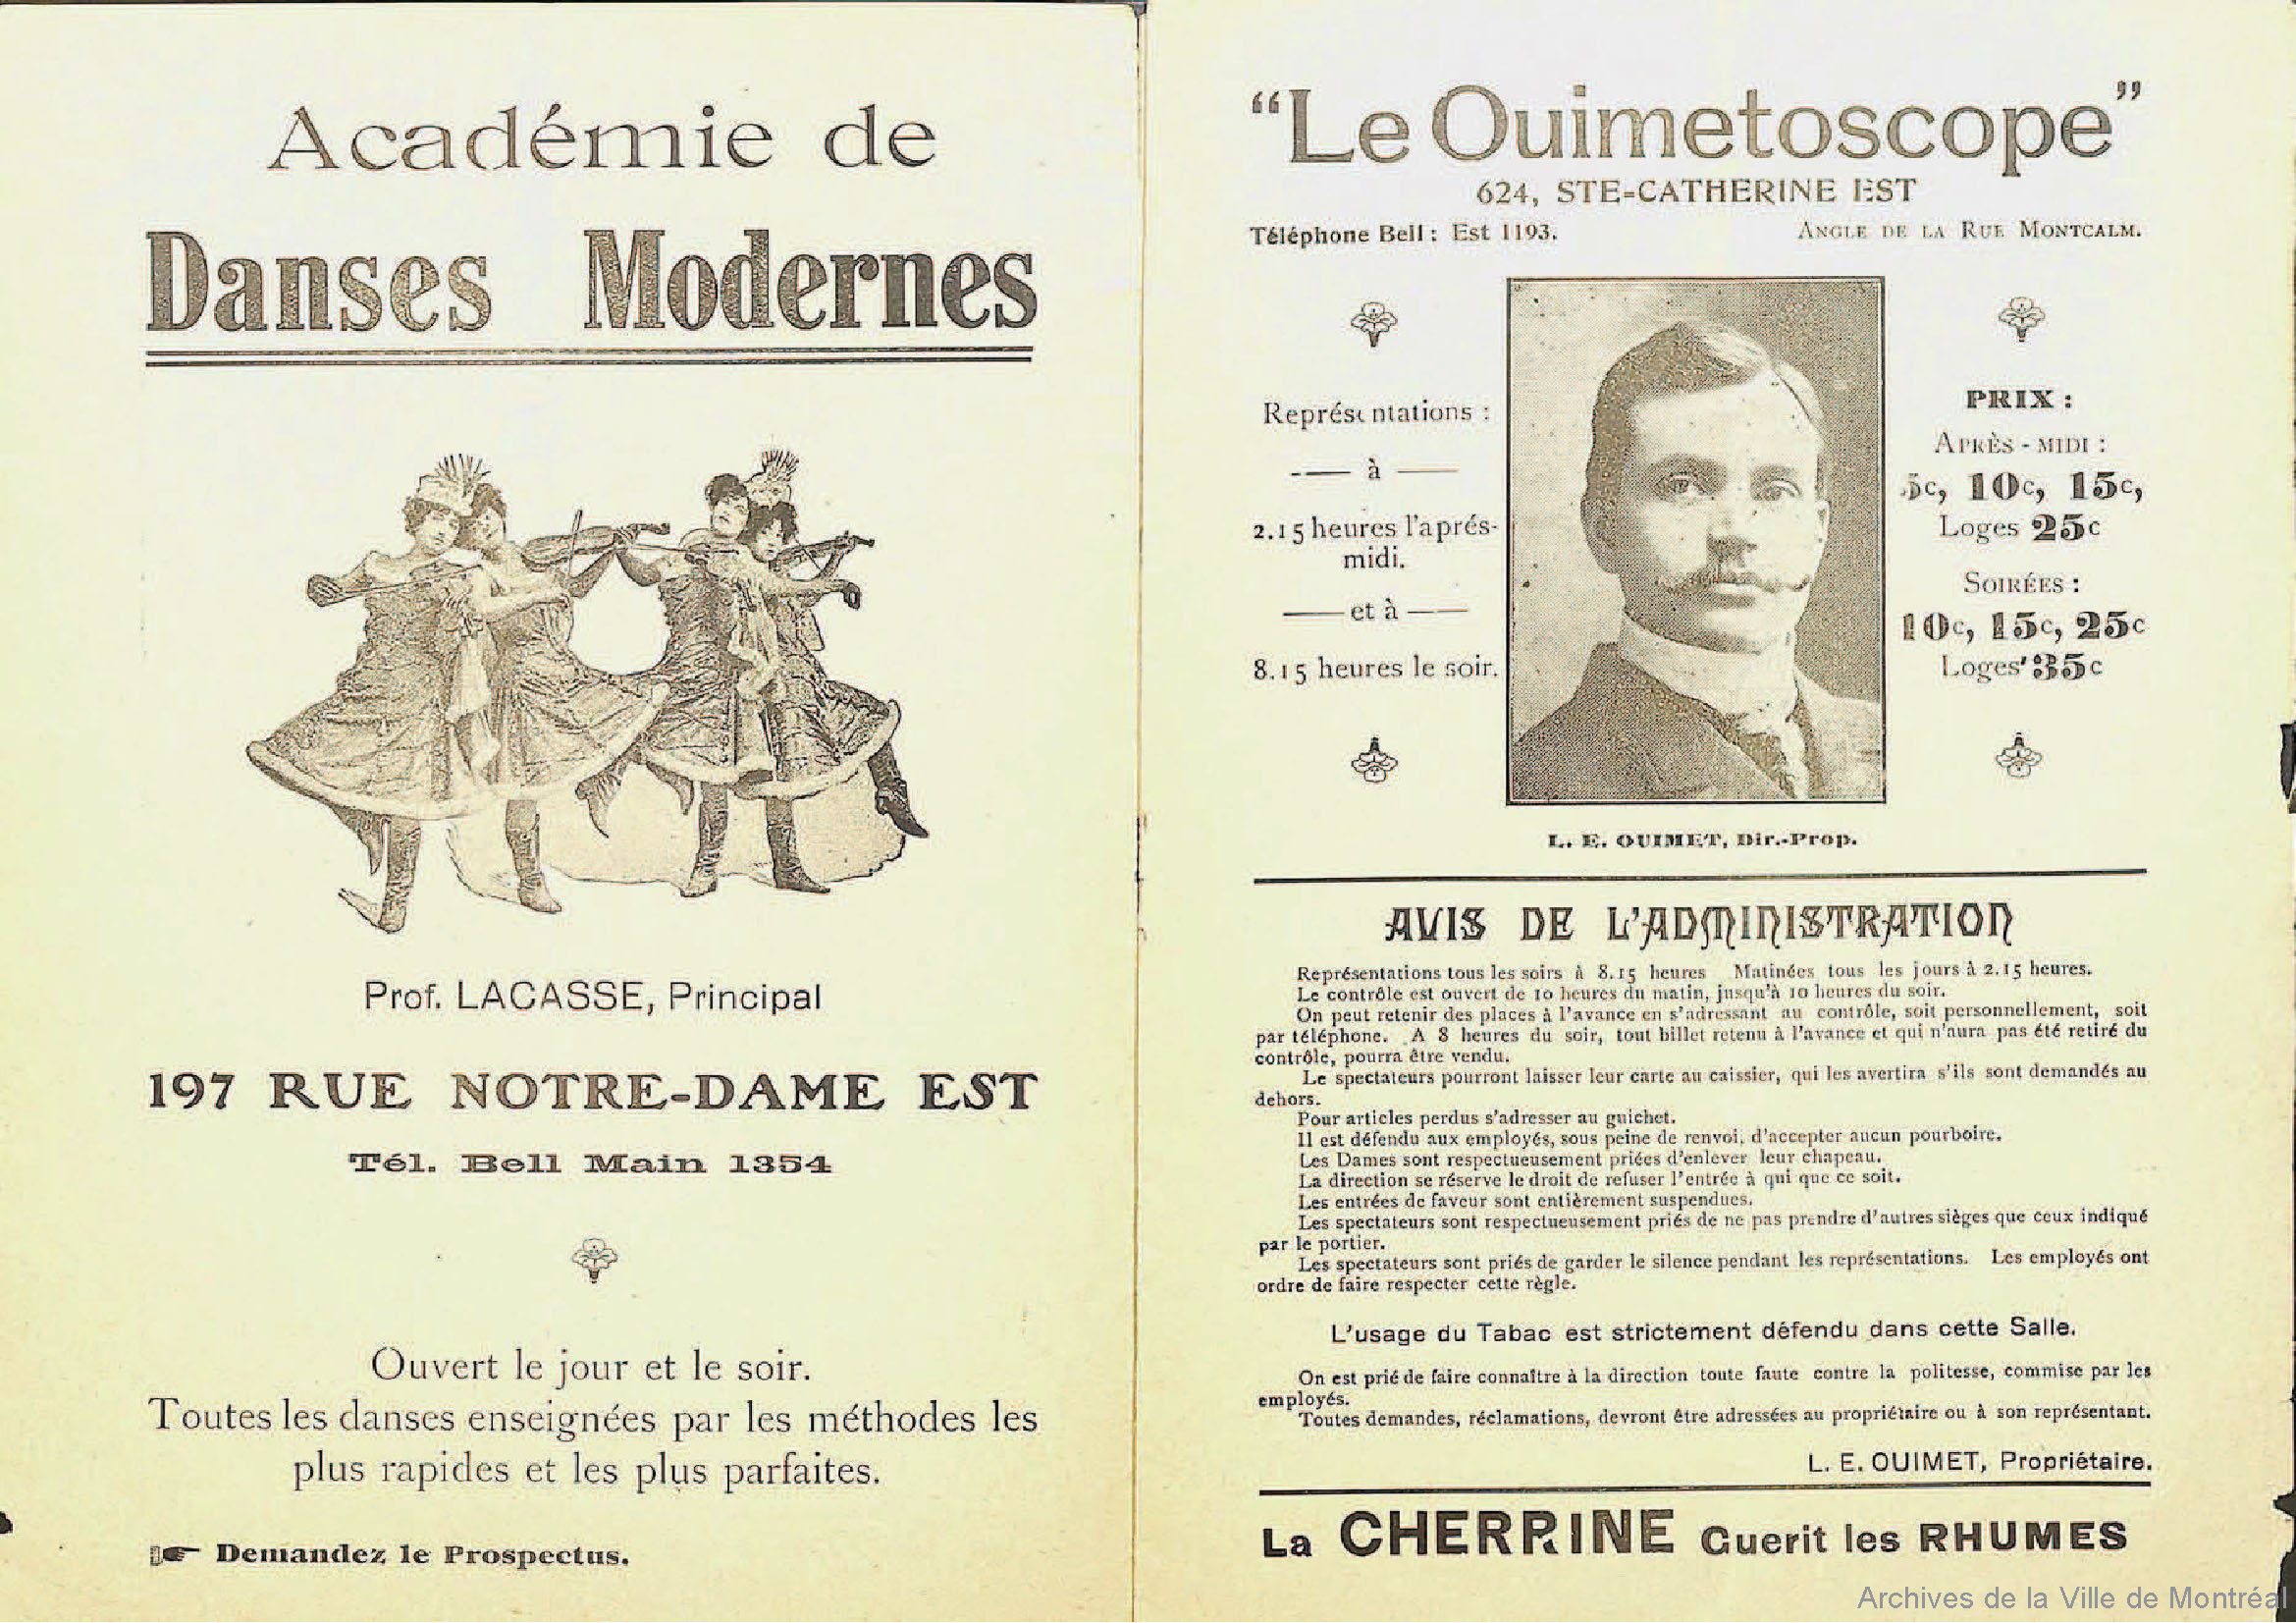 Académie de
Danses Modernes
Prof. LACASSE, Principal
197 RUE NOTRE-DAME EST
Tél. Bell Main 1354
Ouvert le jour et le soir.
Toutes les danses enseignées par les méthodes les
plus rapides et les plus parfaites.
Demandez le Prospectus.
"Le Ouimetoscope"
624, STE-CATHERINE EST
Téléphone Bell: Est 1193. ANGLE DE LA RUE MONTCALM.
Représentations :
— à —
2.15 heures l'aprés-
midi.
— et à —
8.15 heures le soir.
PRIX :
APRÈS-MIDI :
5c, 10c, 15c,
Loges 25c
SOIRÉES :
10c, 15c, 25c
Loges 35c
L. E. OUIMET, Dir.-Prop.
AVIS DE L'ADMINISTRATION
Représentations tous les soirs à 8.15 heures Matinées tous les jours à 2.15 heures.
Le contrôle est ouvert de 10 heures du matin, jusqu'à 10 heures du soir.
On peut retenir des places à l'avance en s'adressant au contrôle, soit personnellement, soit
par téléphone. A 8 heures du soir, tout billet retenu à l'avance et qui n'aura pas été retiré du
contrôle, pourra être vendu.
Le spectateurs pourront laisser leur carte au caissier, qui les avertira s'ils sont demandés au
dehors.
Pour articles perdus s'adresser au guichet.
Il est défendu aux employés, sous peine de renvoi, d'accepter aucun pourboire.
Les Dames sont respectueusement priées d'enlever leur chapeau.
La direction se réserve le droit de refuser l'entrée à qui que ce soit.
Les entrées de faveur sont entièrement suspendues.
Les spectateurs sont respectueusement priés de ne pas prendre d'autres sièges que ceux indiqué
par le portier.
Les spectateurs sont priés de garder le silence pendant les représentations. Les employés ont
ordre de faire respecter cette règle.
L'usage du Tabac est strictement défendu dans cette Salle.
On est prié de faire connaître à la direction toute faute contre la politesse, commise par les
employés.
Toutes demandes, réclamations, devront être adressées au propriétaire ou à son représentant.
L. E. OUIMET, Propriétaire.
La CHERRINE Guerit les RHUMES
Archives de la Ville de Montréal